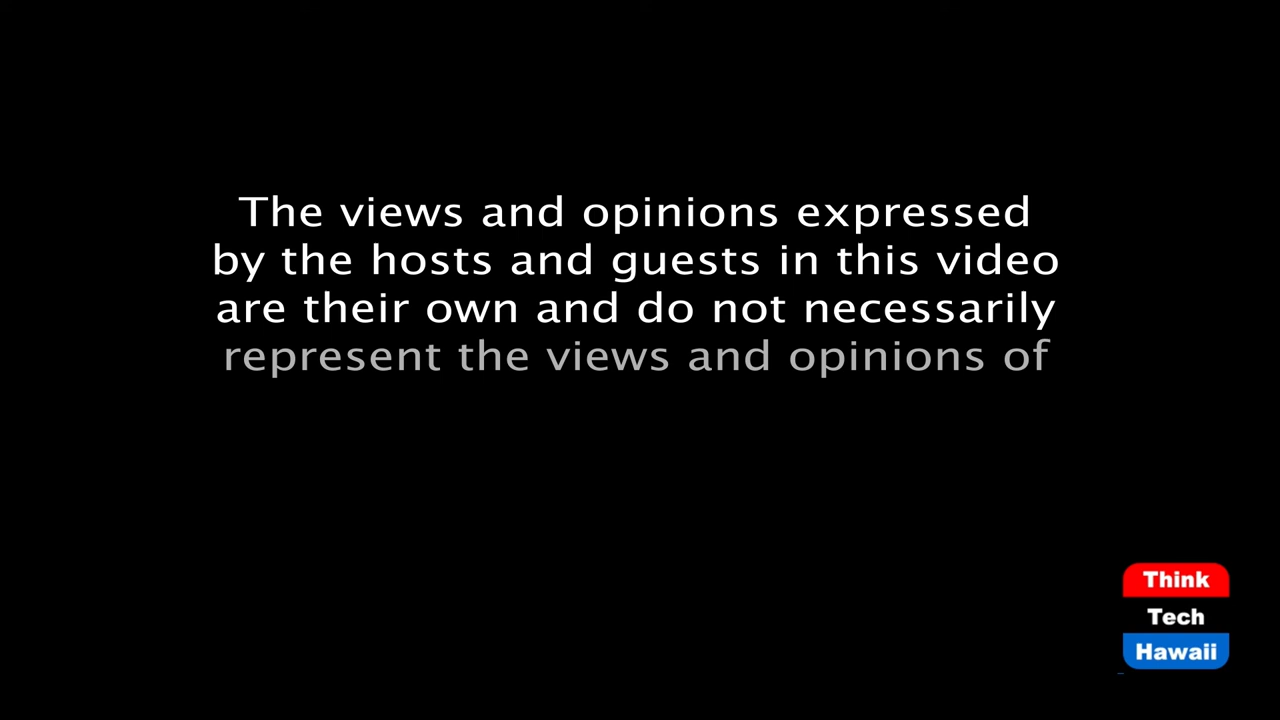 The views and opinions expressed
by the hosts and guests in this video
are their own and do not necessarily
represent the views and opinions of
Think
Tech
Hawaii